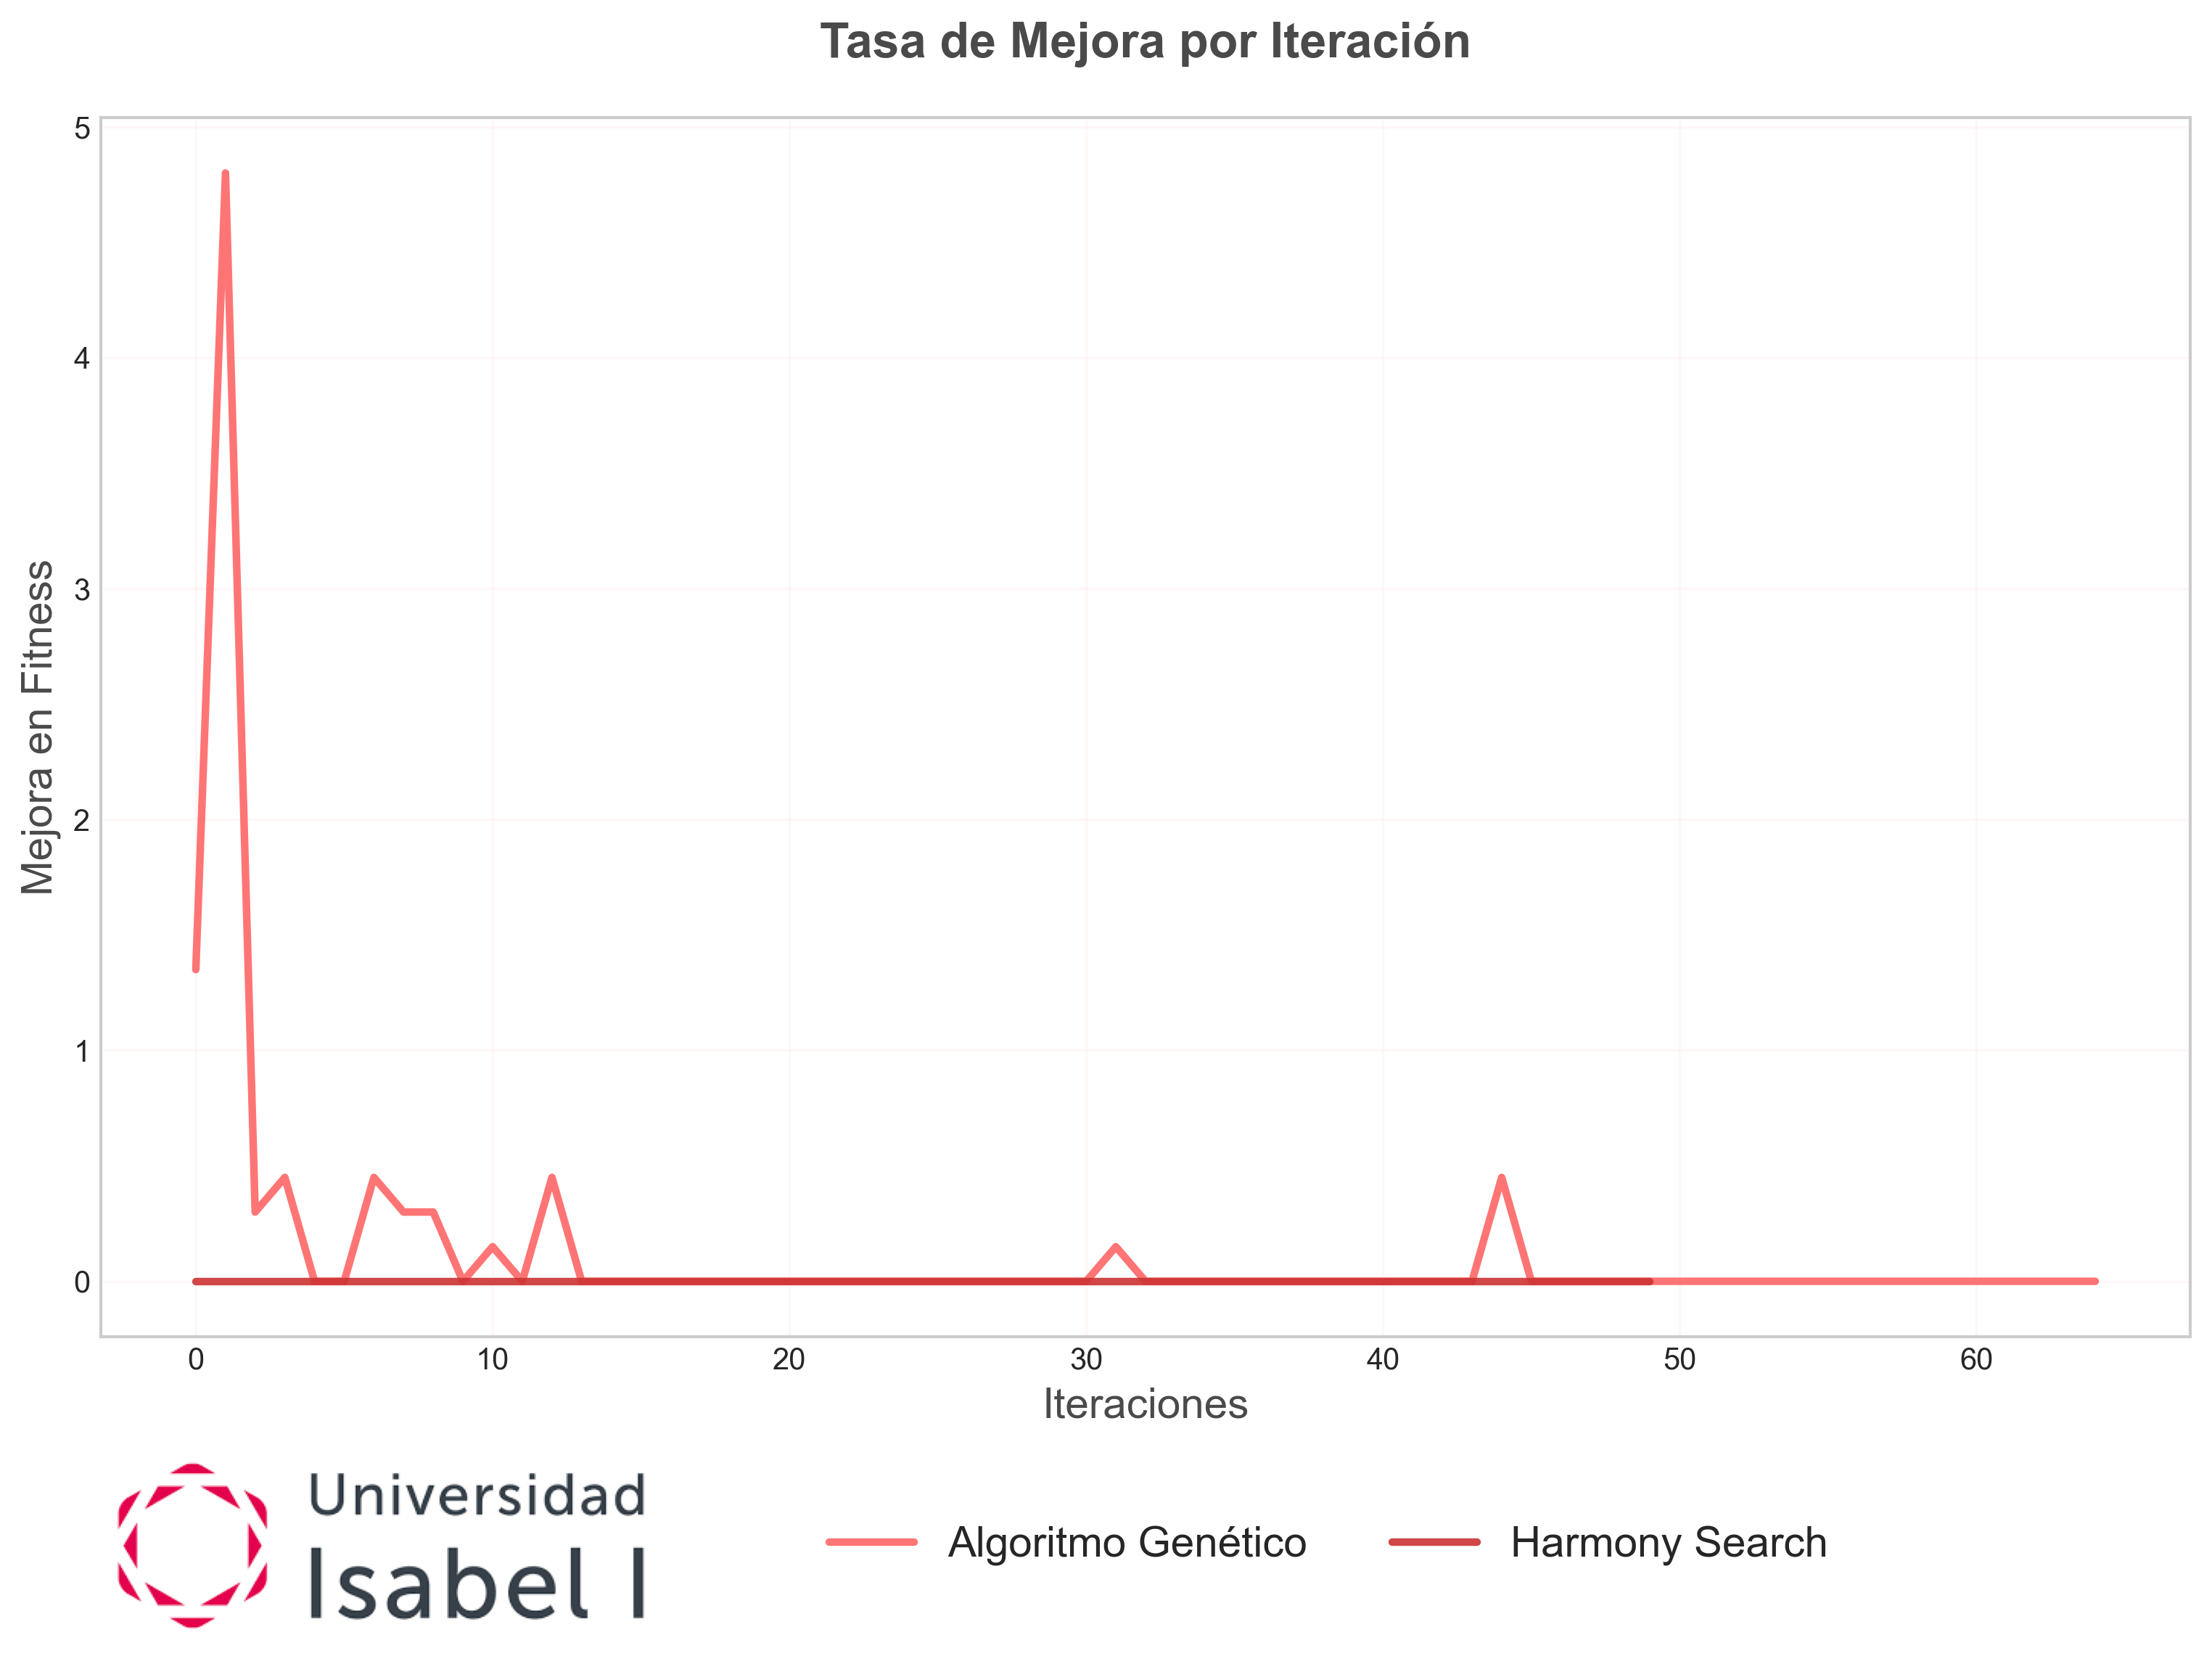 Tasa de Mejora por Iteración
5
4
3
2
1
0
Mejora en Fitness
0 10 20 30 40 50 60
Iteraciones
Universidad
Isabel I
Algoritmo Genético Harmony Search